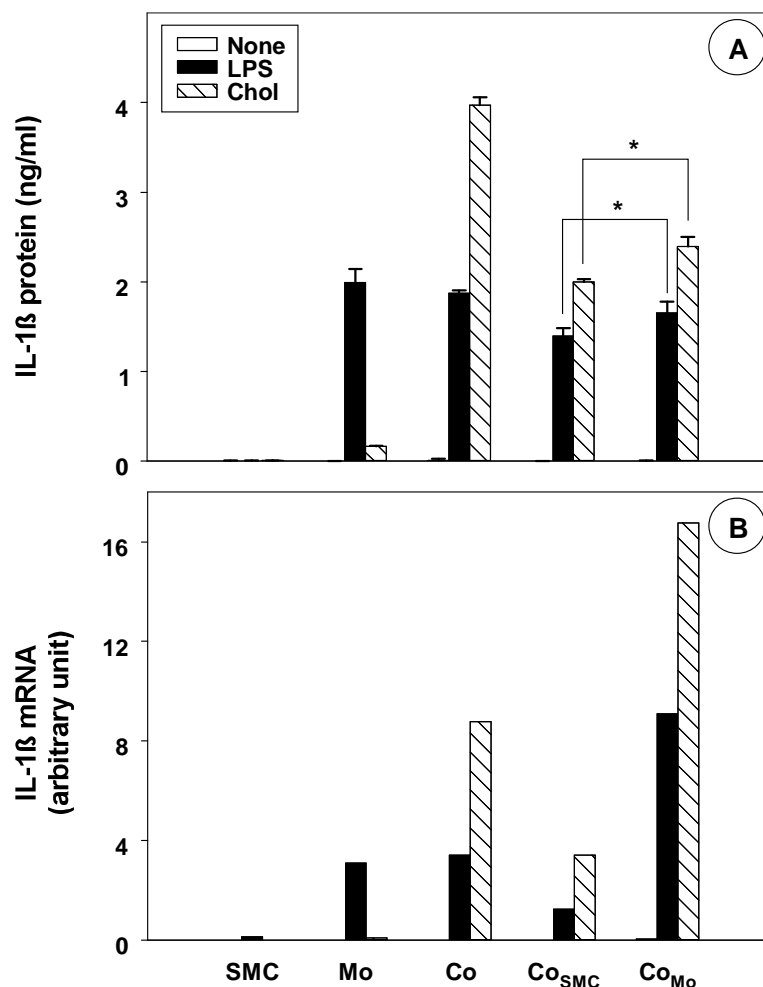 None
LPS
Chol
A
IL-1ß protein (ng/ml)
4
3
2
1
0
*
*
B
IL-1ß mRNA
(arbitrary unit)
16
12
8
4
0
SMC Mo Co CoSMC CoMo